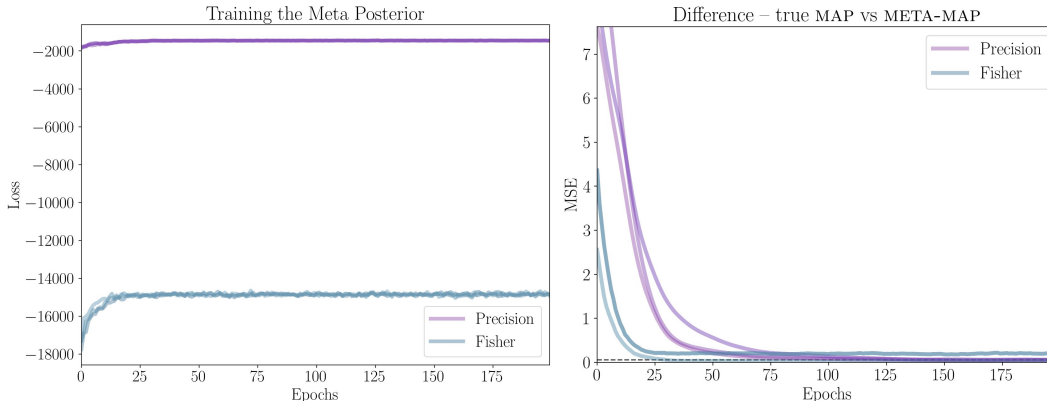 Training the Meta Posterior
Loss
−2000
−4000
−6000
−8000
−10000
−12000
−14000
−16000
−18000
0 25 50 75 100 125 150 175
Epochs
Precision
Fisher
Difference – true MAP vs META-MAP
MSE
7
6
5
4
3
2
1
0
0 25 50 75 100 125 150 175
Epochs
Precision
Fisher